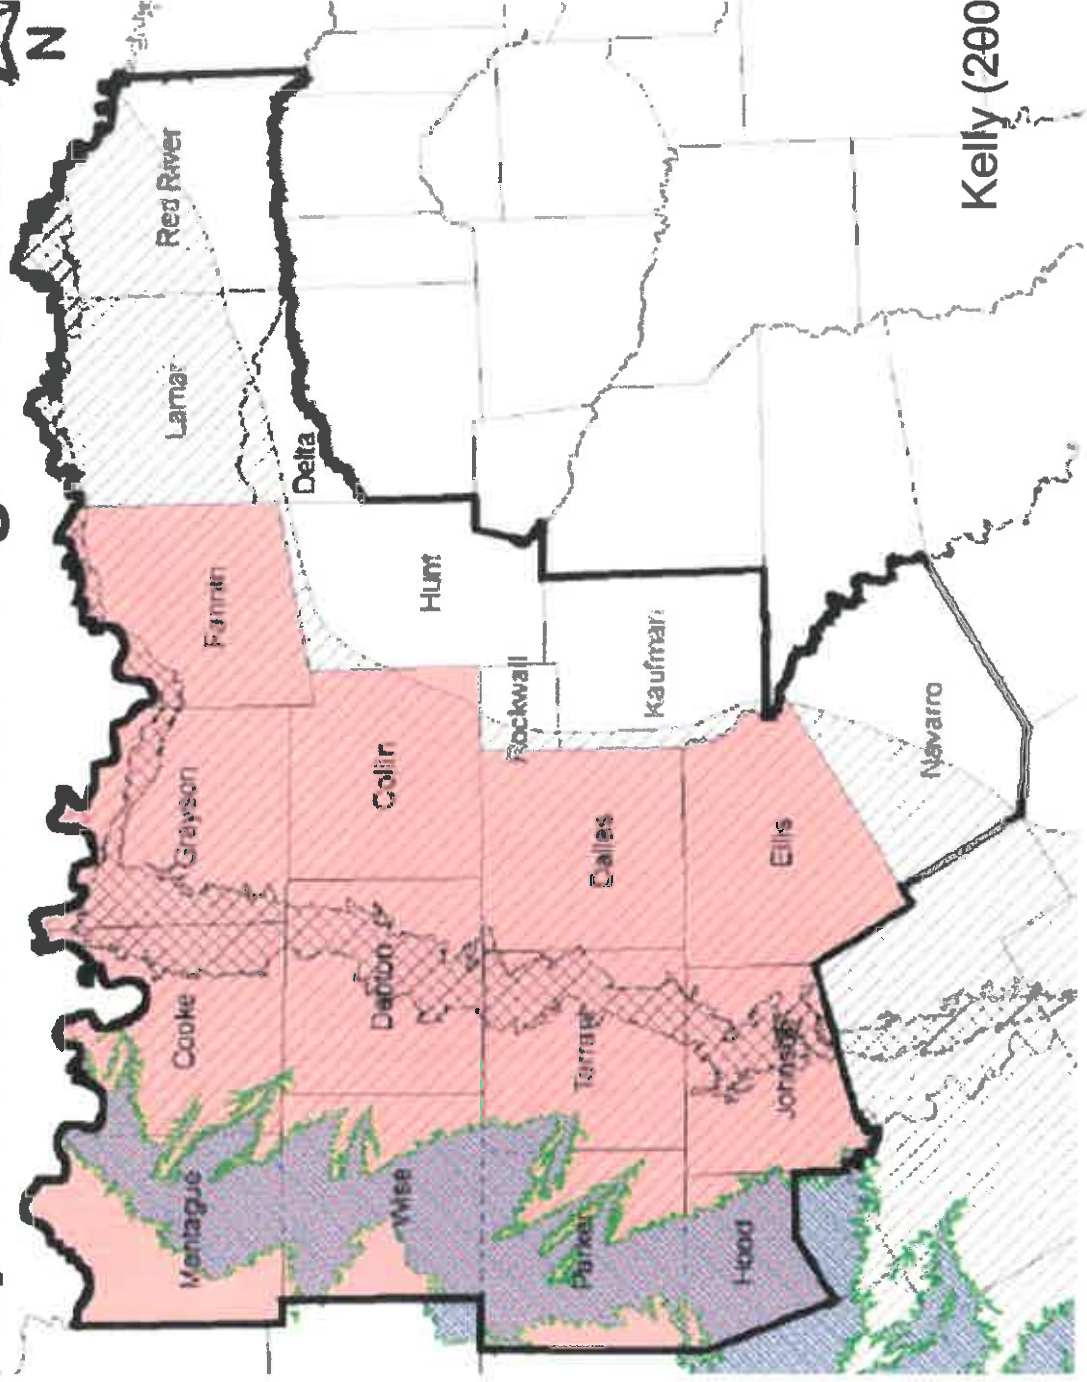 N
Red River
Lamar
Delta
Fannin
Hunt
Grayson
Collin
Rockwall
Kaufman
Navarro
Cooke
Denton
Dallas
Ellis
Montague
Wise
Parker
Hood
Johnson
Kelly (200